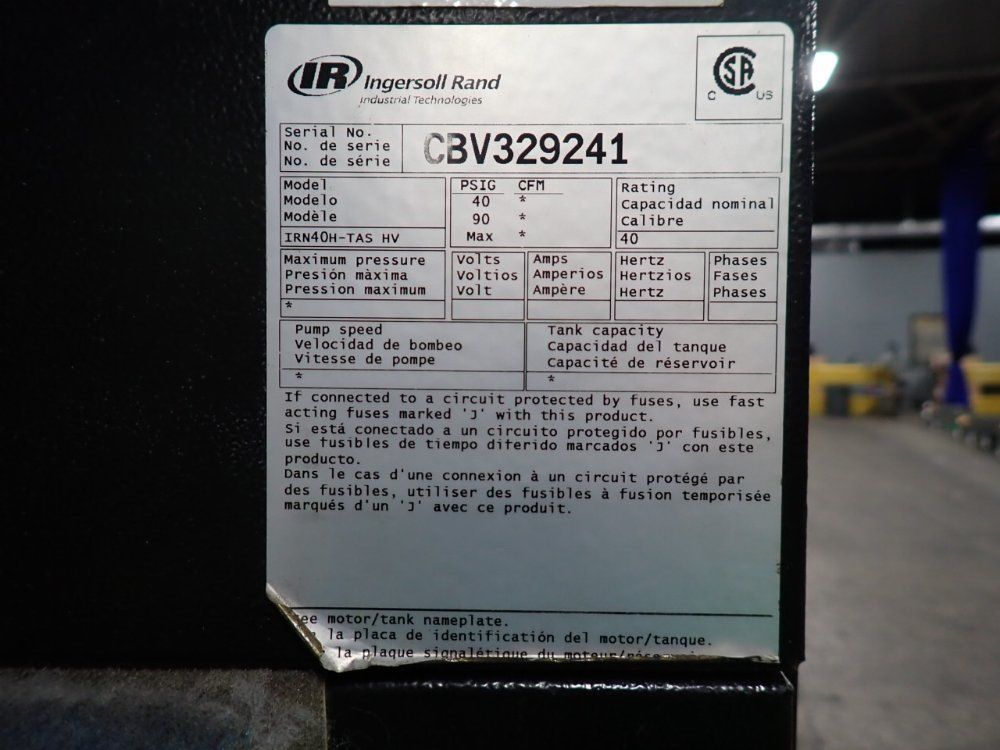 IR Ingersoll Rand
Industrial Technologies
CSA
C US
Serial No.
No. de serie
No. de série
CBV329241
Model
Modelo
Modèle
IRN40H-TAS HV
PSIG CFM
40 *
90 *
Max *
Rating
Capacidad nominal
Calibre
40
Maximum pressure
Presión màxima
Pression maximum
*
Volts
Voltios
Volt
Amps
Amperios
Ampère
Hertz
Hertzios
Hertz
Phases
Fases
Phases
Pump speed
Velocidad de bombeo
Vitesse de pompe
*
Tank capacity
Capacidad del tanque
Capacité de réservoir
*
If connected to a circuit protected by fuses, use fast
acting fuses marked 'J' with this product.
Si está conectado a un circuito protegido por fusibles,
use fusibles de tiempo diferido marcados 'J' con este
producto.
Dans le cas d'une connexion à un circuit protégé par
des fusibles, utiliser des fusibles à fusion temporisée
marqués d'un 'J' avec ce produit.
ee motor/tank nameplate.
la placa de identificación del motor/tanque.
la plaque signalétique du moteur/